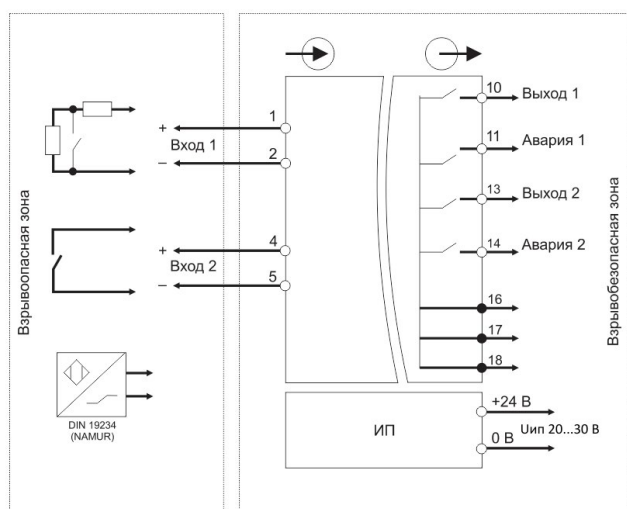 Взрывоопасная зона
DIN 19234
(NAMUR)
+
Вход 1
–
+
Вход 2
–
1
2
4
5
10
Выход 1
11
Авария 1
13
Выход 2
14
Авария 2
16
17
18
ИП
+24 В
Uип 20...30 В
0 В
Взрывобезопасная зона